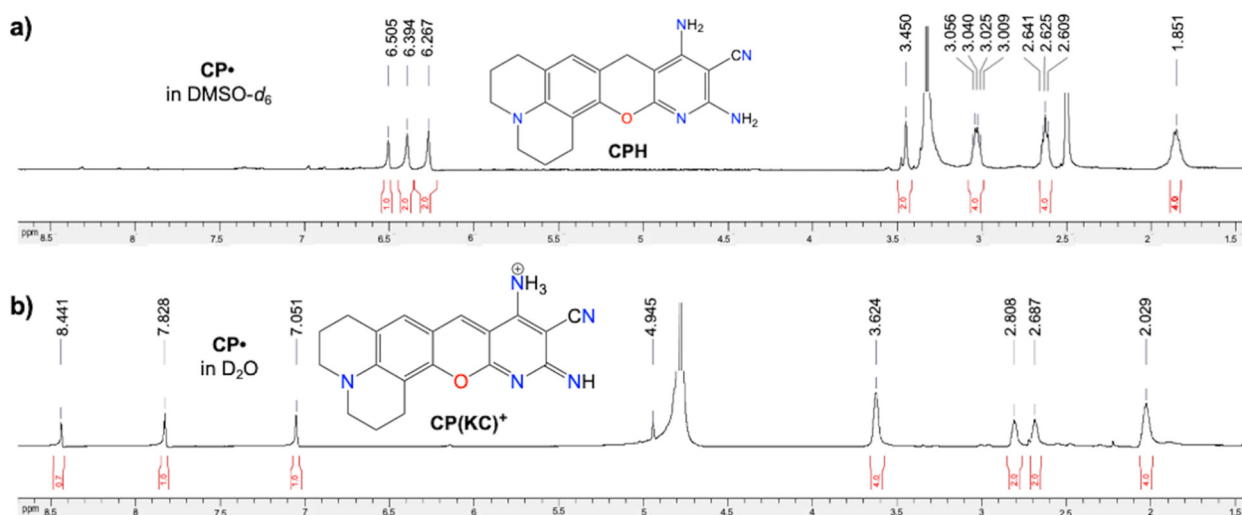 a)
CP•
in DMSO-d6
6.505
6.394
6.267
NH2
CN
N
O
N
NH2
CPH
3.450
3.056
3.040
3.025
3.009
2.641
2.625
2.609
1.851
1.0
2.0
2.0
2.0
4.0
4.0
4.0
ppm 8.5 8 7.5 7 6.5 6 5.5 5 4.5 4 3.5 3 2.5 2 1.5
b)
8.441
7.828
7.051
CP•
in D2O
⊕
NH3
CN
N
O
N
NH
CP(KC)+
4.945
3.624
2.808
2.687
2.029
0.7
1.0
1.0
4.0
2.0
2.0
4.0
ppm 8.5 8 7.5 7 6.5 6 5.5 5 4.5 4 3.5 3 2.5 2 1.5